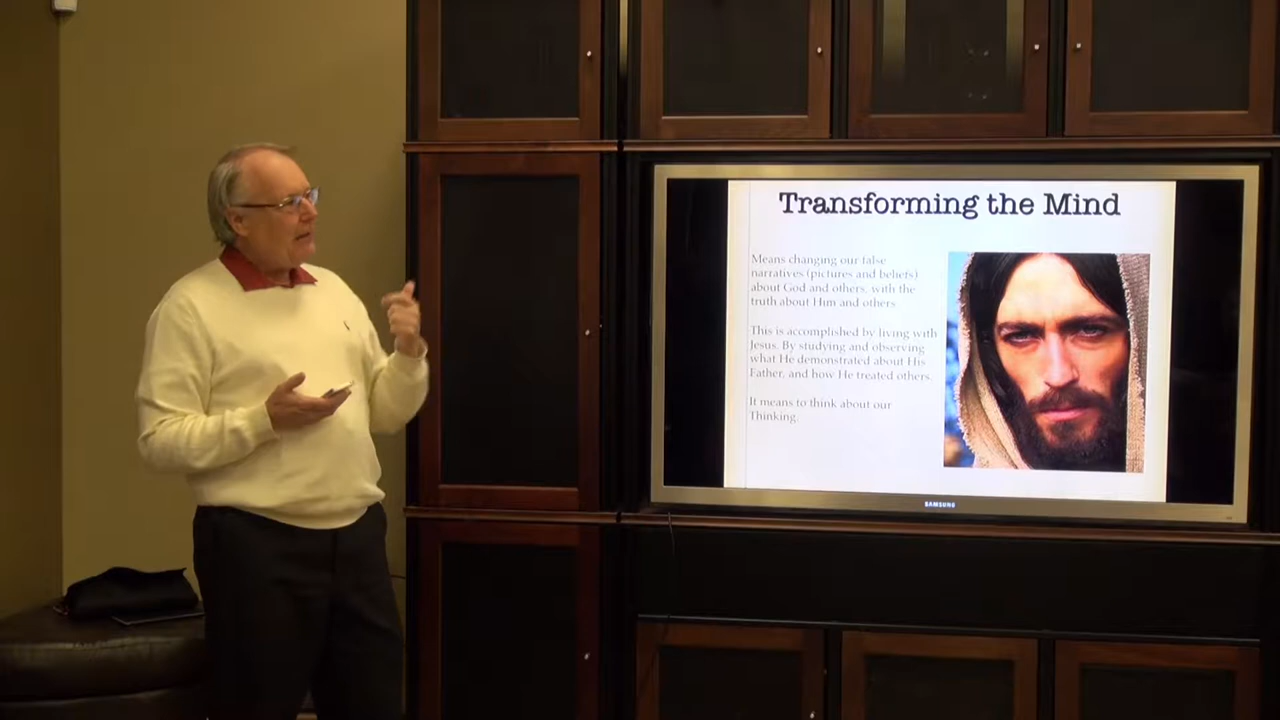 Transforming the Mind
Means changing our false
narratives (pictures and beliefs)
about God and others, with the
truth about Him and others
This is accomplished by living with
Jesus. By studying and observing
what He demonstrated about His
Father, and how He treated others.
It means to think about our
Thinking.
SAMSUNG